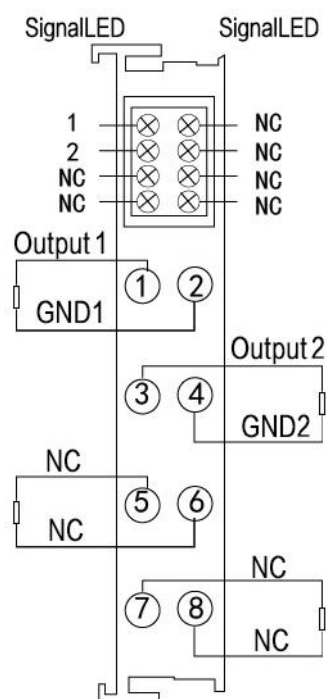 SignalLED SignalLED
1 NC
2 NC
NC NC
NC NC
Output 1
1 2
GND1
Output 2
3 4
GND2
NC
5 6
NC
NC
7 8
NC